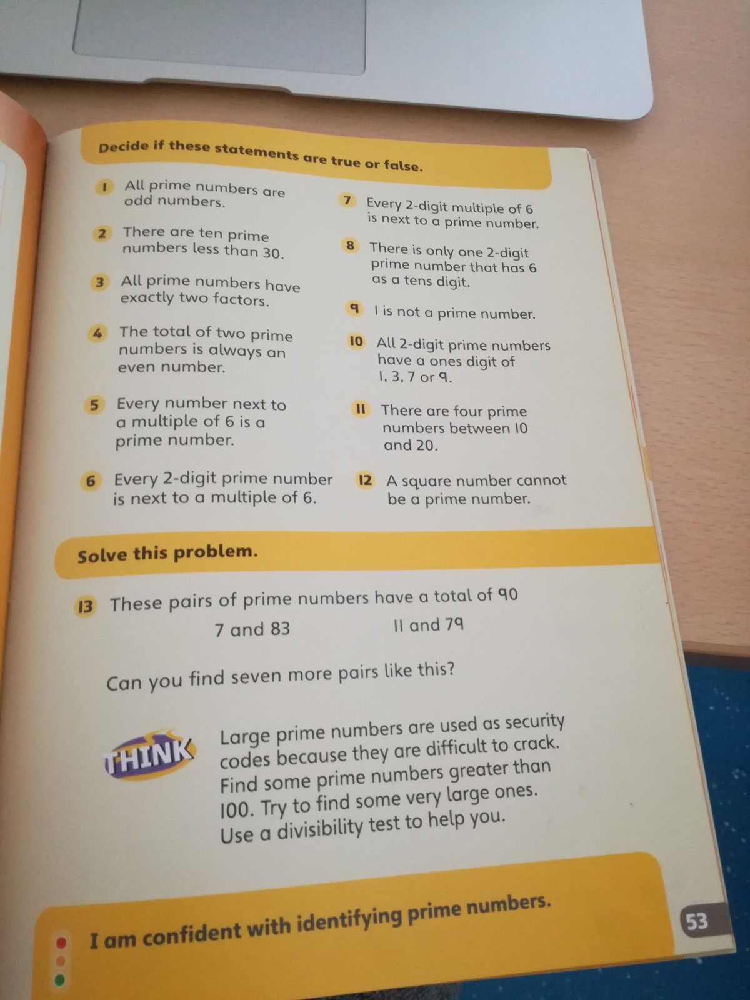 Decide if these statements are true or false.
1 All prime numbers are
odd numbers.
2 There are ten prime
numbers less than 30.
3 All prime numbers have
exactly two factors.
4 The total of two prime
numbers is always an
even number.
5 Every number next to
a multiple of 6 is a
prime number.
6 Every 2-digit prime number
is next to a multiple of 6.
7 Every 2-digit multiple of 6
is next to a prime number.
8 There is only one 2-digit
prime number that has 6
as a tens digit.
9 1 is not a prime number.
10 All 2-digit prime numbers
have a ones digit of
1, 3, 7 or 9.
11 There are four prime
numbers between 10
and 20.
12 A square number cannot
be a prime number.
Solve this problem.
13 These pairs of prime numbers have a total of 90
7 and 83 11 and 79
Can you find seven more pairs like this?
THINK
Large prime numbers are used as security
codes because they are difficult to crack.
Find some prime numbers greater than
100. Try to find some very large ones.
Use a divisibility test to help you.
I am confident with identifying prime numbers.
53